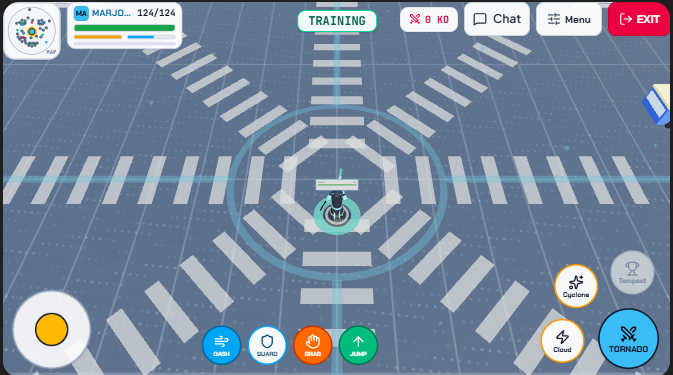 MAP
MA MARJO... 124/124
TRAINING
0 KO
Chat
Menu
EXIT
Cyclone
Tempest
Cloud
TORNADO
DASH
GUARD
GRAB
JUMP